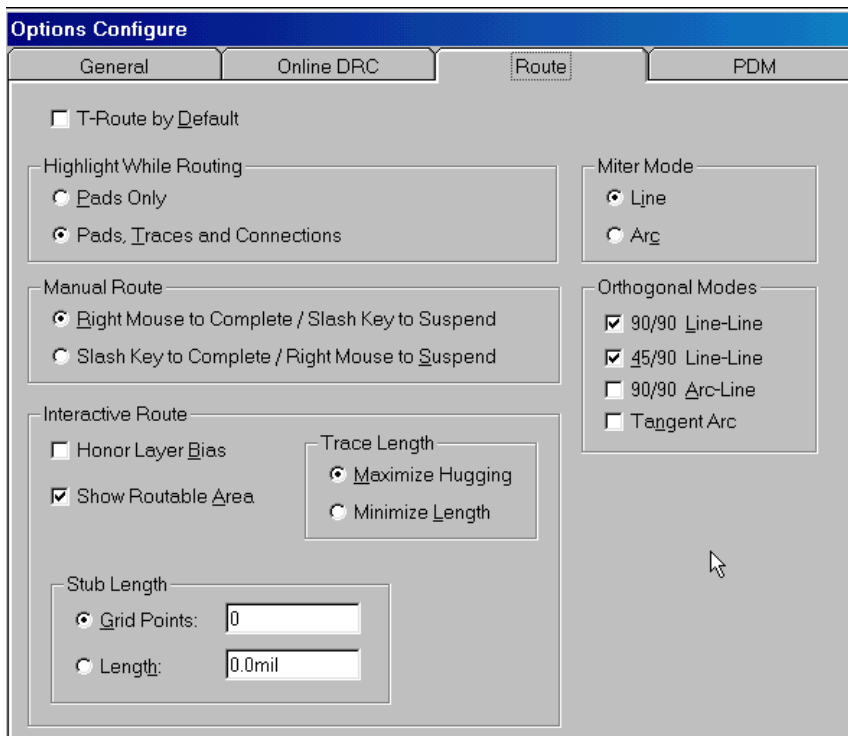 Options Configure
General
Online DRC
Route
PDM
T-Route by Default
Highlight While Routing
Pads Only
Pads, Traces and Connections
Miter Mode
Line
Arc
Manual Route
Right Mouse to Complete / Slash Key to Suspend
Slash Key to Complete / Right Mouse to Suspend
Orthogonal Modes
90/90 Line-Line
45/90 Line-Line
90/90 Arc-Line
Tangent Arc
Interactive Route
Honor Layer Bias
Show Routable Area
Trace Length
Maximize Hugging
Minimize Length
Stub Length
Grid Points: 0
Length: 0.0mil